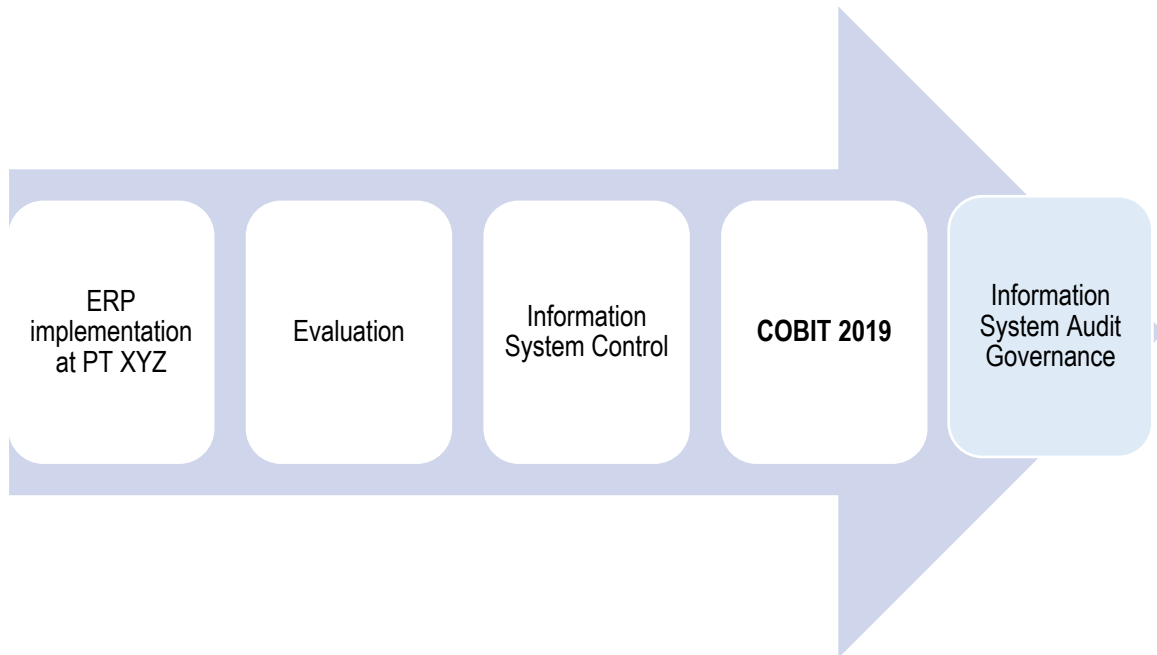 ERP
implementation
at PT XYZ
Evaluation
Information
System Control
COBIT 2019
Information
System Audit
Governance